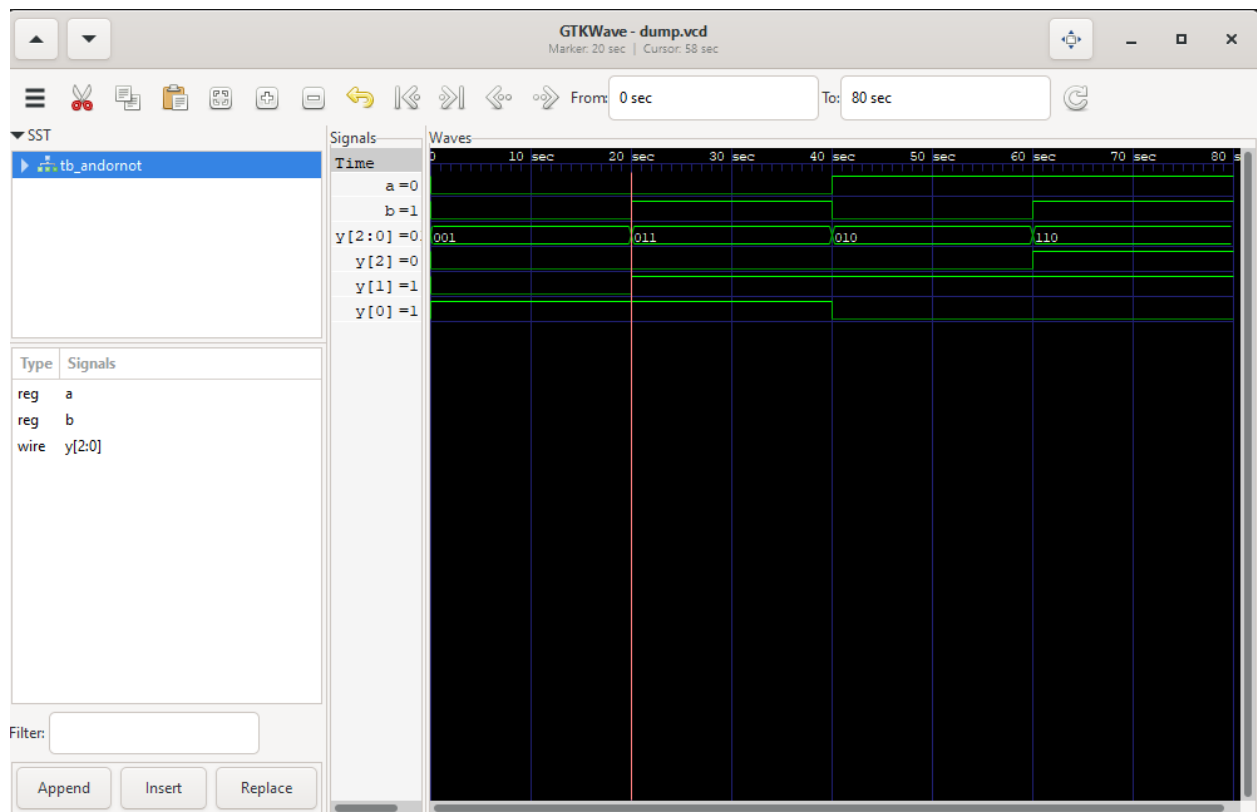 GTKWave - dump.vcd
Marker: 20 sec | Cursor: 58 sec
From: 0 sec To: 80 sec
SST
tb_andornot
Type Signals
reg a
reg b
wire y[2:0]
Filter:
Append Insert Replace
Signals
Time
a =0
b =1
y[2:0] =0
y[2] =0
y[1] =1
y[0] =1
Waves
0 10 sec 20 sec 30 sec 40 sec 50 sec 60 sec 70 sec 80 s
001 011 010 110